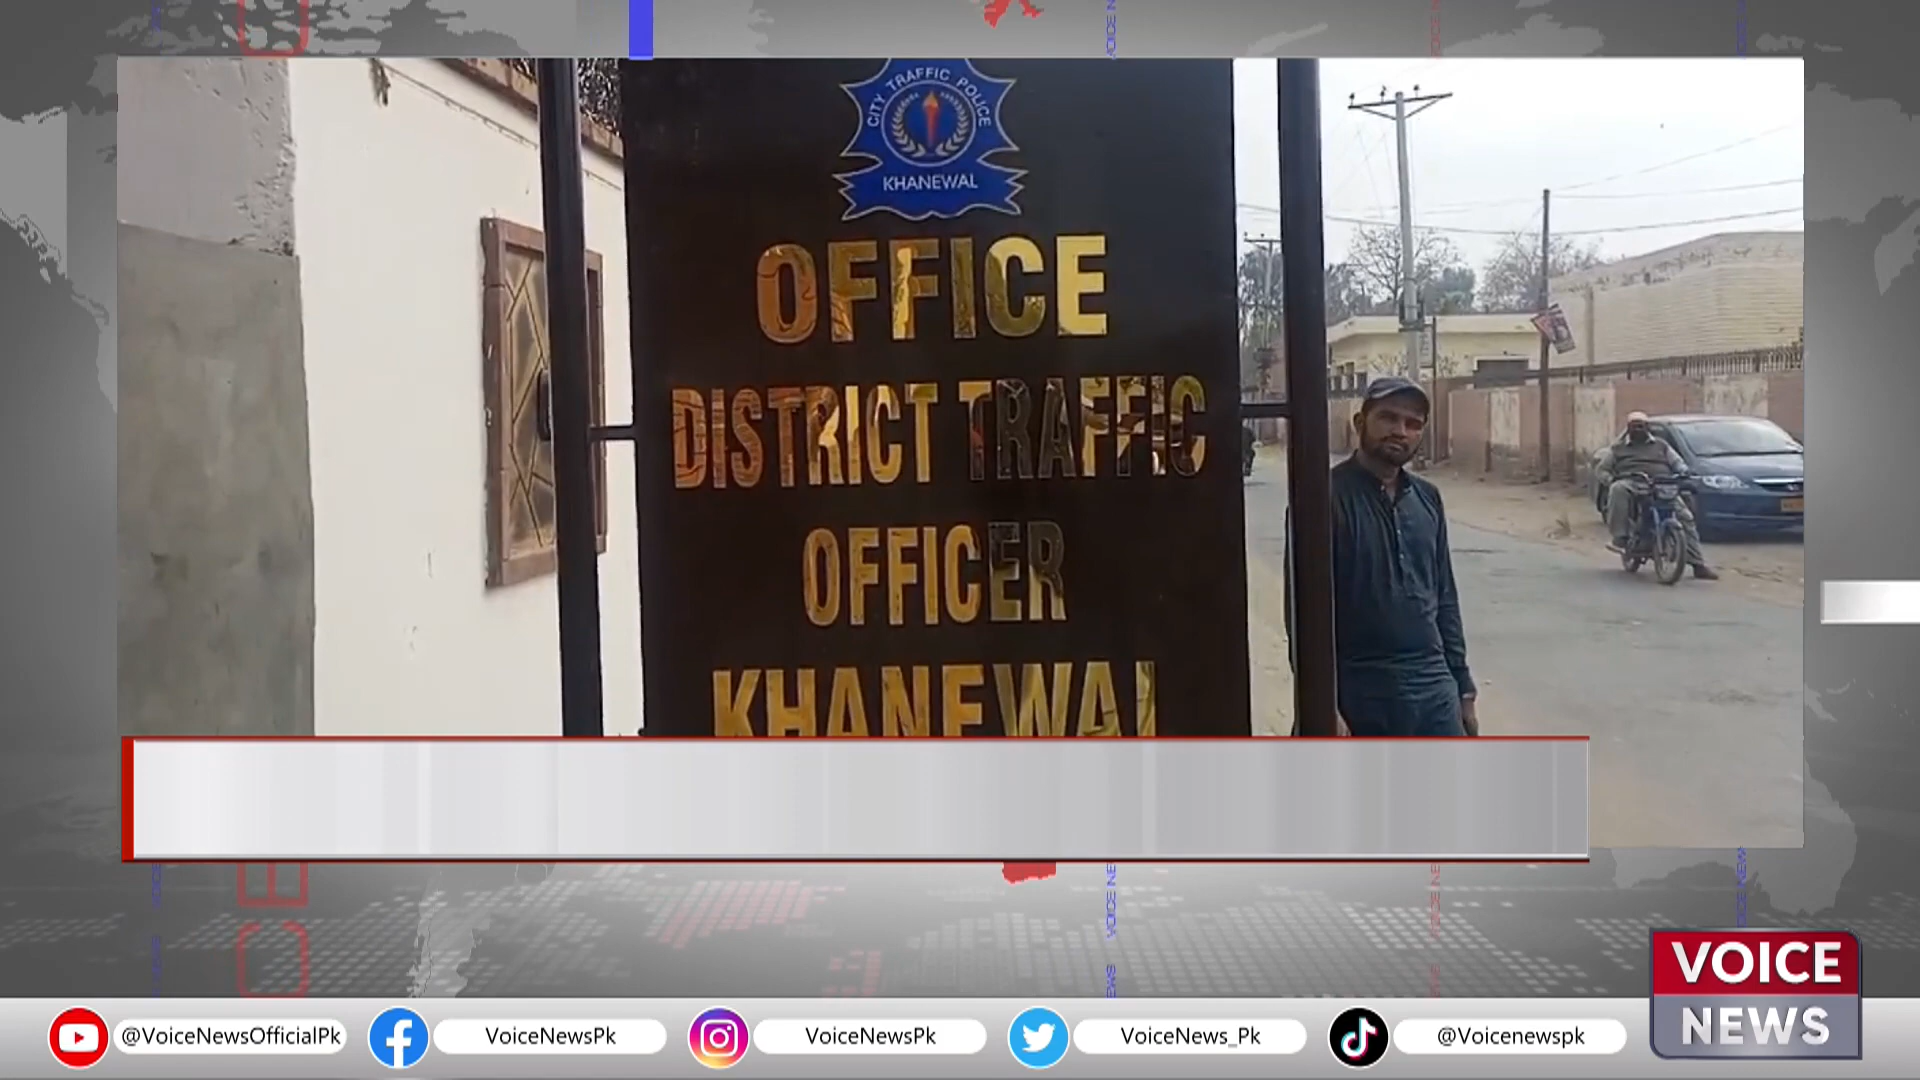 CITY TRAFFIC POLICE
KHANEWAL
OFFICE
DISTRICT TRAFFIC
OFFICER
KHANEWAL
VOICE
NEWS
@VoiceNewsOfficialPk
VoiceNewsPk
VoiceNewsPk
VoiceNews_Pk
@Voicenewspk